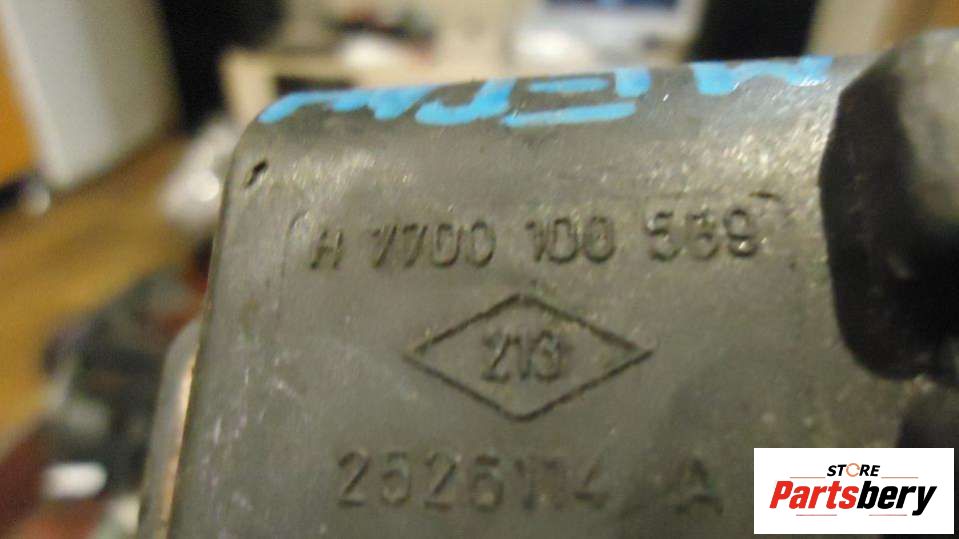 H 7700 100 589
213
2526114 A
STORE
Partsbery